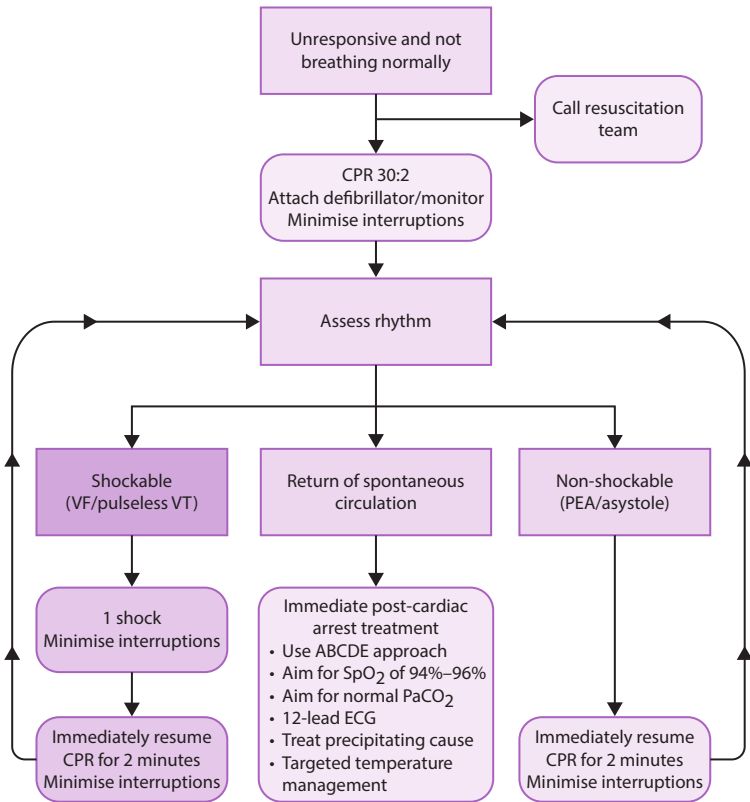 Unresponsive and not
breathing normally
Call resuscitation
team
CPR 30:2
Attach defibrillator/monitor
Minimise interruptions
Assess rhythm
Shockable
(VF/pulseless VT)
Return of spontaneous
circulation
Non-shockable
(PEA/asystole)
1 shock
Minimise interruptions
Immediately resume
CPR for 2 minutes
Minimise interruptions
Immediate post-cardiac
arrest treatment
• Use ABCDE approach
• Aim for SpO2 of 94%–96%
• Aim for normal PaCO2
• 12-lead ECG
• Treat precipitating cause
• Targeted temperature
management
Immediately resume
CPR for 2 minutes
Minimise interruptions